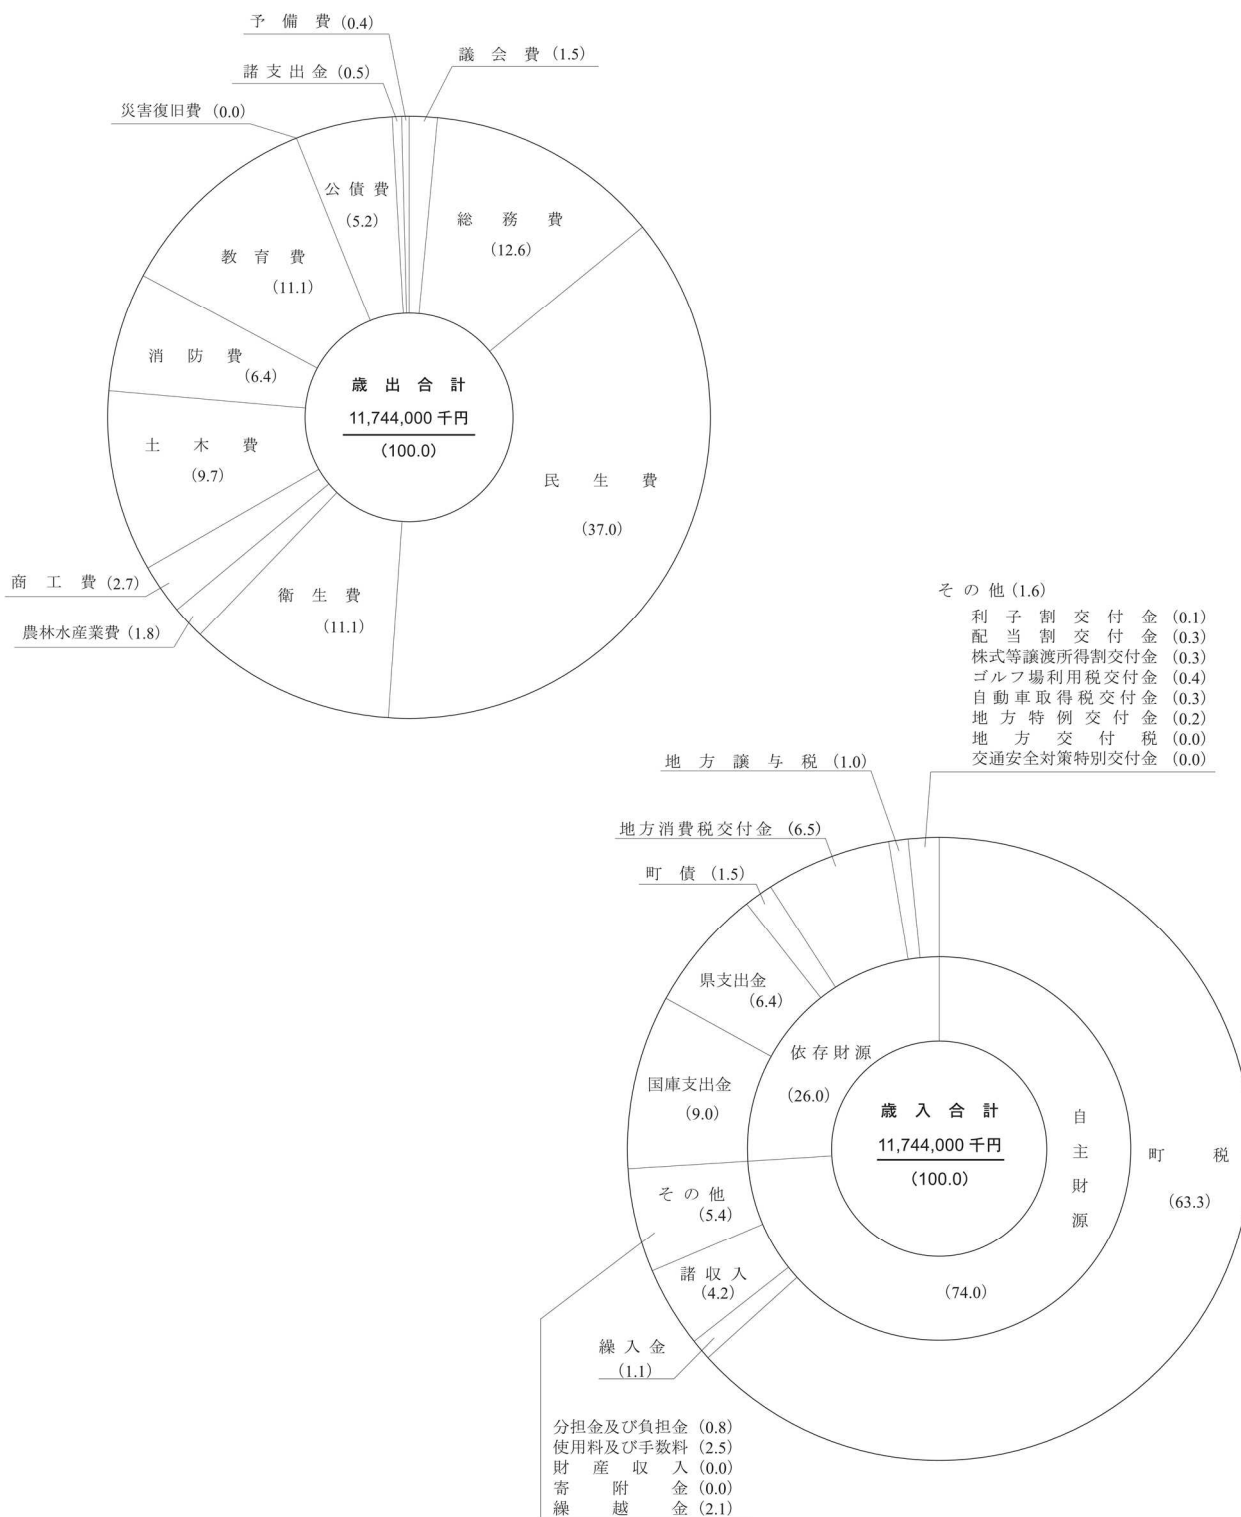 予備費 (0.4)
議会費 (1.5)
諸支出金 (0.5)
災害復旧費 (0.0)
公債費
(5.2)
総務費
(12.6)
教育費
(11.1)
消防費
(6.4)
歳出合計
11,744,000 千円
(100.0)
土木費
(9.7)
民生費
(37.0)
商工費 (2.7)
衛生費
(11.1)
農林水産業費 (1.8)
その他 (1.6)
利子割交付金 (0.1)
配当割交付金 (0.3)
株式等譲渡所得割交付金 (0.3)
ゴルフ場利用税交付金 (0.4)
自動車取得税交付金 (0.3)
地方特例交付金 (0.2)
地方交付税 (0.0)
交通安全対策特別交付金 (0.0)
地方譲与税 (1.0)
地方消費税交付金 (6.5)
町債 (1.5)
県支出金
(6.4)
依存財源
(26.0)
国庫支出金
(9.0)
歳入合計
11,744,000 千円
(100.0)
自主財源
(74.0)
町税
(63.3)
その他
(5.4)
諸収入
(4.2)
繰入金
(1.1)
分担金及び負担金 (0.8)
使用料及び手数料 (2.5)
財産収入 (0.0)
寄附金 (0.0)
繰越金 (2.1)